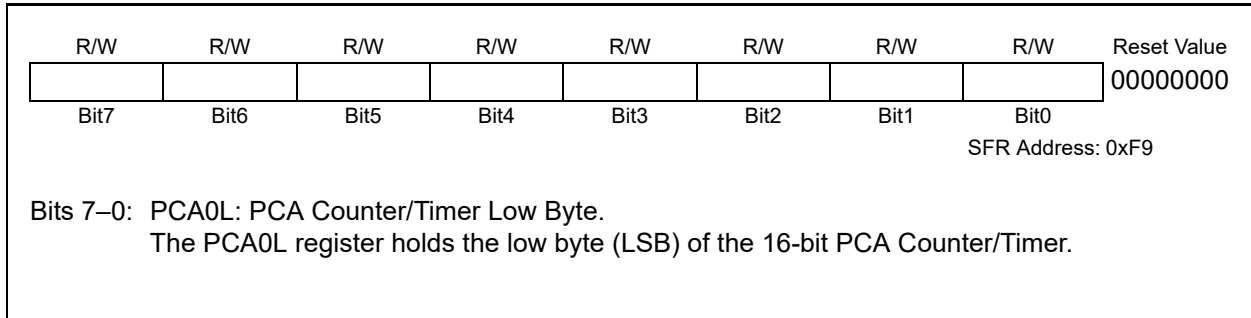 R/W R/W R/W R/W R/W R/W R/W R/W Reset Value
00000000
Bit7 Bit6 Bit5 Bit4 Bit3 Bit2 Bit1 Bit0
SFR Address: 0xF9
Bits 7–0: PCA0L: PCA Counter/Timer Low Byte.
The PCA0L register holds the low byte (LSB) of the 16-bit PCA Counter/Timer.